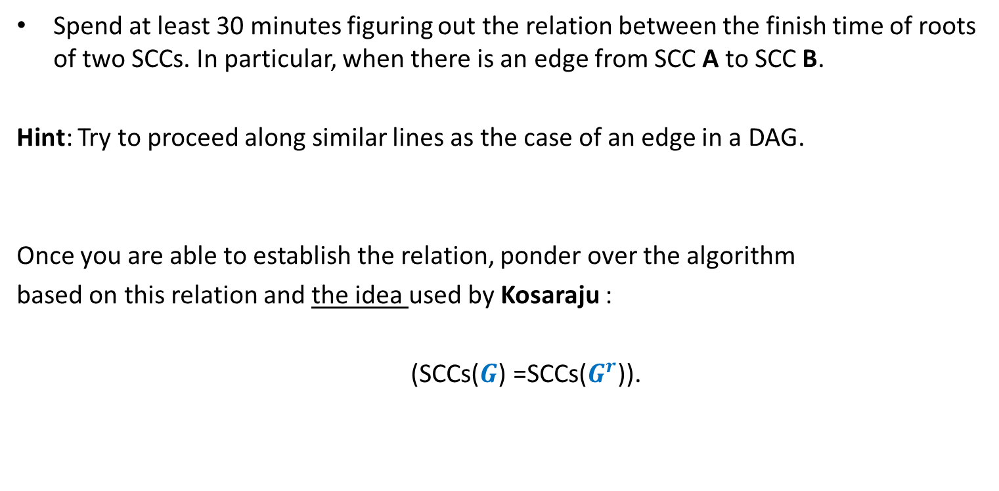 • Spend at least 30 minutes figuring out the relation between the finish time of roots
of two SCCs. In particular, when there is an edge from SCC A to SCC B.
Hint: Try to proceed along similar lines as the case of an edge in a DAG.
Once you are able to establish the relation, ponder over the algorithm
based on this relation and the idea used by Kosaraju :
(SCCs(G) =SCCs(Gʳ)).